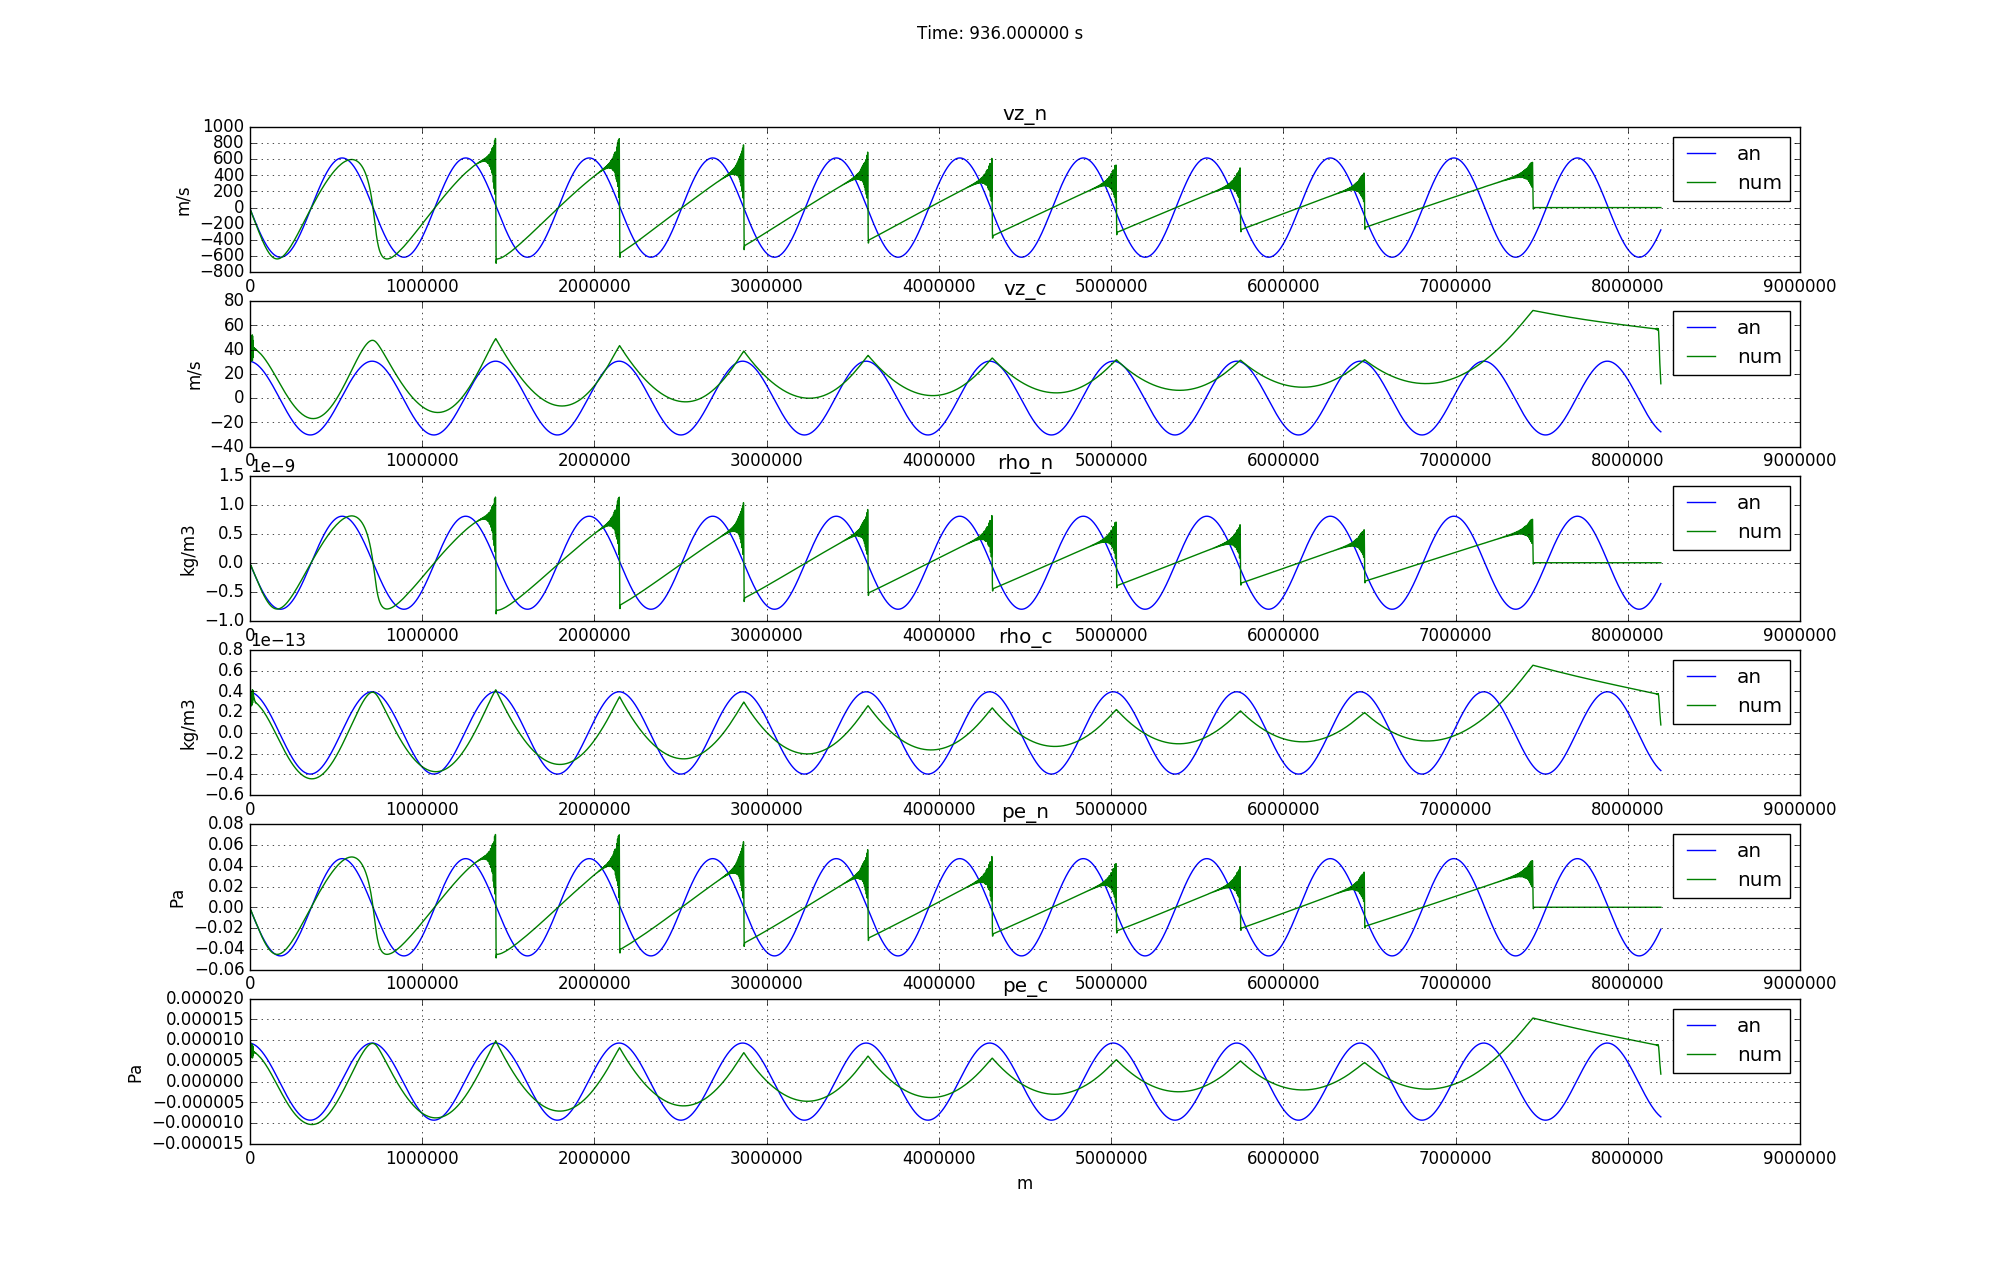 Time: 936.000000 s
vz_n
1000
800
600
400
200
0
−200
−400
−600
−800
m/s
an
num
0 1000000 2000000 3000000 4000000 5000000 6000000 7000000 8000000 9000000
vz_c
80
60
40
20
0
−20
−40
m/s
an
num
0 1000000 2000000 3000000 4000000 5000000 6000000 7000000 8000000 9000000
1e−9
rho_n
1.5
1.0
0.5
0.0
−0.5
−1.0
kg/m3
an
num
0 1000000 2000000 3000000 4000000 5000000 6000000 7000000 8000000 9000000
1e−13
rho_c
0.8
0.6
0.4
0.2
0.0
−0.2
−0.4
−0.6
kg/m3
an
num
0 1000000 2000000 3000000 4000000 5000000 6000000 7000000 8000000 9000000
pe_n
0.08
0.06
0.04
0.02
0.00
−0.02
−0.04
−0.06
Pa
an
num
0 1000000 2000000 3000000 4000000 5000000 6000000 7000000 8000000 9000000
pe_c
0.000020
0.000015
0.000010
0.000005
0.000000
−0.000005
−0.000010
−0.000015
Pa
an
num
0 1000000 2000000 3000000 4000000 5000000 6000000 7000000 8000000 9000000
m